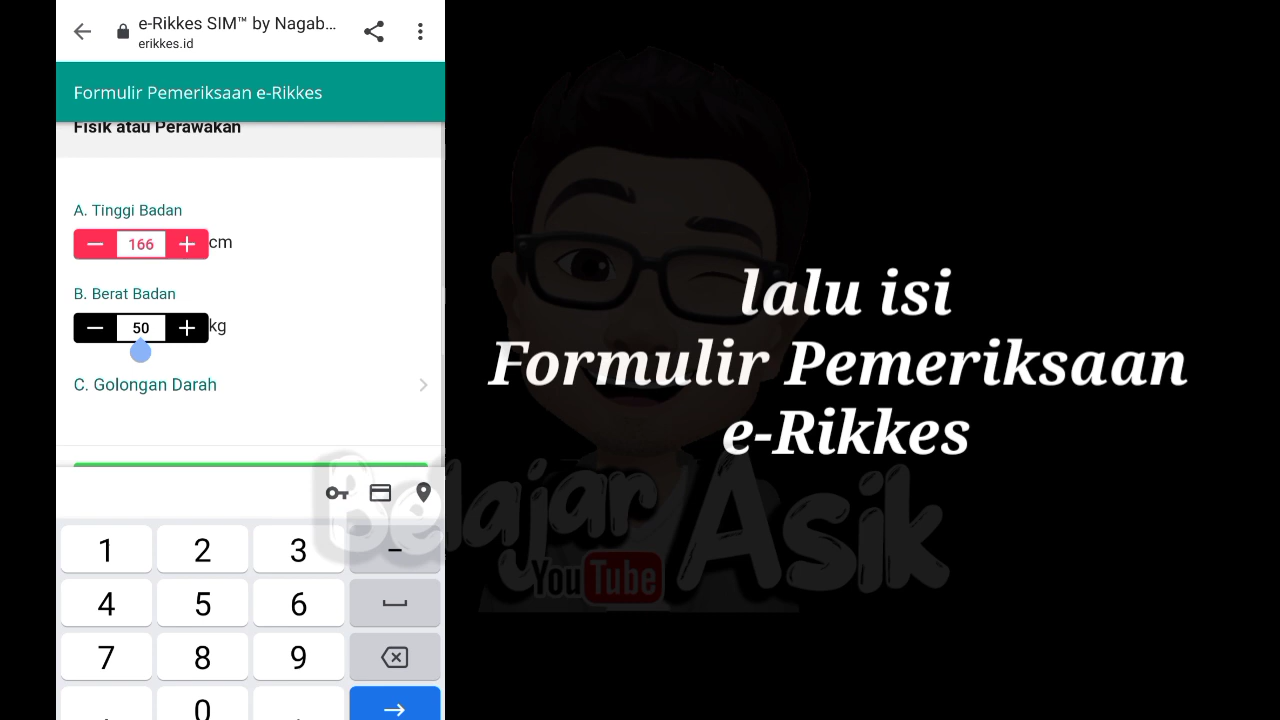 e-Rikkes SIM™ by Nagab...
erikkes.id
Formulir Pemeriksaan e-Rikkes
Fisik atau Perawakan
A. Tinggi Badan
166 cm
B. Berat Badan
50 kg
C. Golongan Darah
1 2 3 -
4 5 6
7 8 9
0
lalu isi
Formulir Pemeriksaan
e-Rikkes
Belajar Asik
YouTube